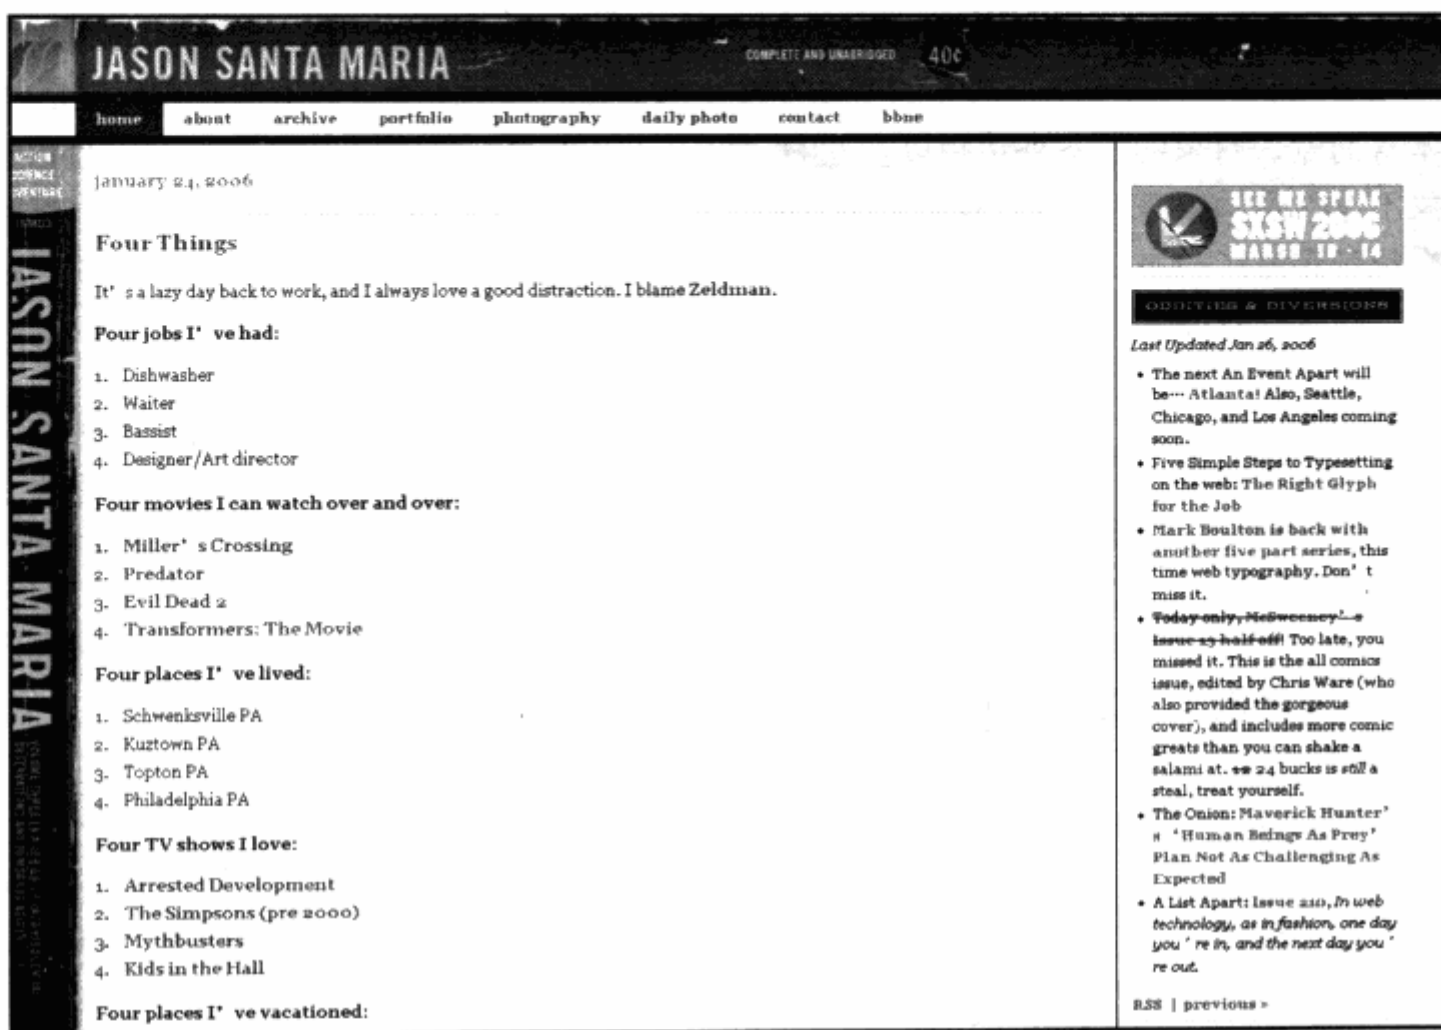 JASON SANTA MARIA
COMPLETE AND UNABRIDGED 40¢
home about archive portfolio photography daily photo contact bbne
JASON SANTA MARIA
january 24, 2006
Four Things
It's a lazy day back to work, and I always love a good distraction. I blame Zeldman.
Four jobs I've had:
1. Dishwasher
2. Waiter
3. Bassist
4. Designer/Art director
Four movies I can watch over and over:
1. Miller's Crossing
2. Predator
3. Evil Dead 2
4. Transformers: The Movie
Four places I've lived:
1. Schwenksville PA
2. Kuztown PA
3. Topton PA
4. Philadelphia PA
Four TV shows I love:
1. Arrested Development
2. The Simpsons (pre 2000)
3. Mythbusters
4. Kids in the Hall
Four places I've vacationed:
SEE ME SPEAK
SXSW 2006
MARCH 10 - 14
ODDITIES & DIVERSIONS
Last Updated Jan 26, 2006
• The next An Event Apart will
be… Atlanta! Also, Seattle,
Chicago, and Los Angeles coming
soon.
• Five Simple Steps to Typesetting
on the web: The Right Glyph
for the Job
• Mark Boulton is back with
another five part series, this
time web typography. Don't
miss it.
• Today only, McSweeney's
Issue 13 half off! Too late, you
missed it. This is the all comics
issue, edited by Chris Ware (who
also provided the gorgeous
cover), and includes more comic
greats than you can shake a
salami at. 24 bucks is still a
steal, treat yourself.
• The Onion: Maverick Hunter'
s 'Human Beings As Prey'
Plan Not As Challenging As
Expected
• A List Apart: Issue 210, In web
technology, as in fashion, one day
you're in, and the next day you'
re out.
RSS | previous »